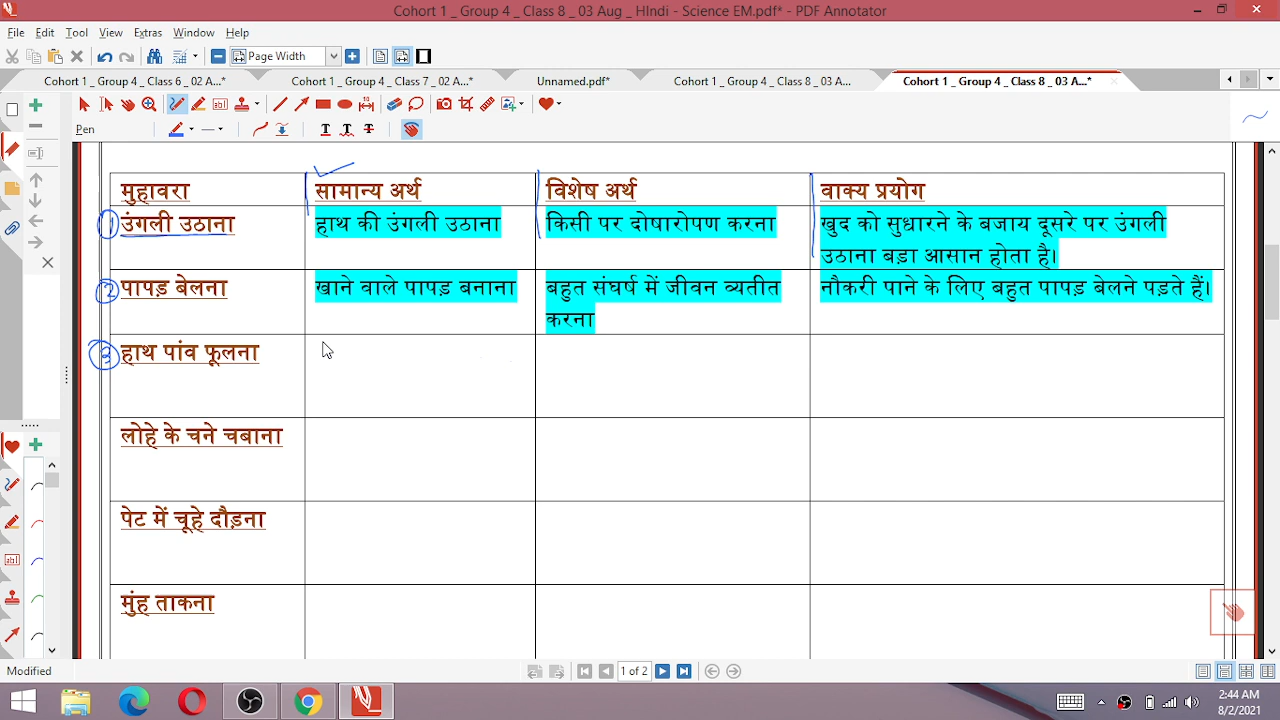 Cohort 1 _ Group 4 _ Class 8 _ 03 Aug _ HIndi - Science EM.pdf* - PDF Annotator
File Edit Tool View Extras Window Help
Page Width
Cohort 1 _ Group 4 _ Class 6 _ 02 A...* Cohort 1 _ Group 4 _ Class 7 _ 02 A...* Unnamed.pdf* Cohort 1 _ Group 4 _ Class 8 _ 03 A... Cohort 1 _ Group 4 _ Class 8 _ 03 A...*
Pen
मुहावरा सामान्य अर्थ विशेष अर्थ वाक्य प्रयोग
1 उंगली उठाना हाथ की उंगली उठाना किसी पर दोषारोपण करना खुद को सुधारने के बजाय दूसरे पर उंगली
उठाना बड़ा आसान होता है।
2 पापड़ बेलना खाने वाले पापड़ बनाना बहुत संघर्ष में जीवन व्यतीत नौकरी पाने के लिए बहुत पापड़ बेलने पड़ते हैं।
करना
3 हाथ पांव फूलना
लोहे के चने चबाना
पेट में चूहे दौड़ना
मुंह ताकना
Modified 1 of 2
2:44 AM
8/2/2021